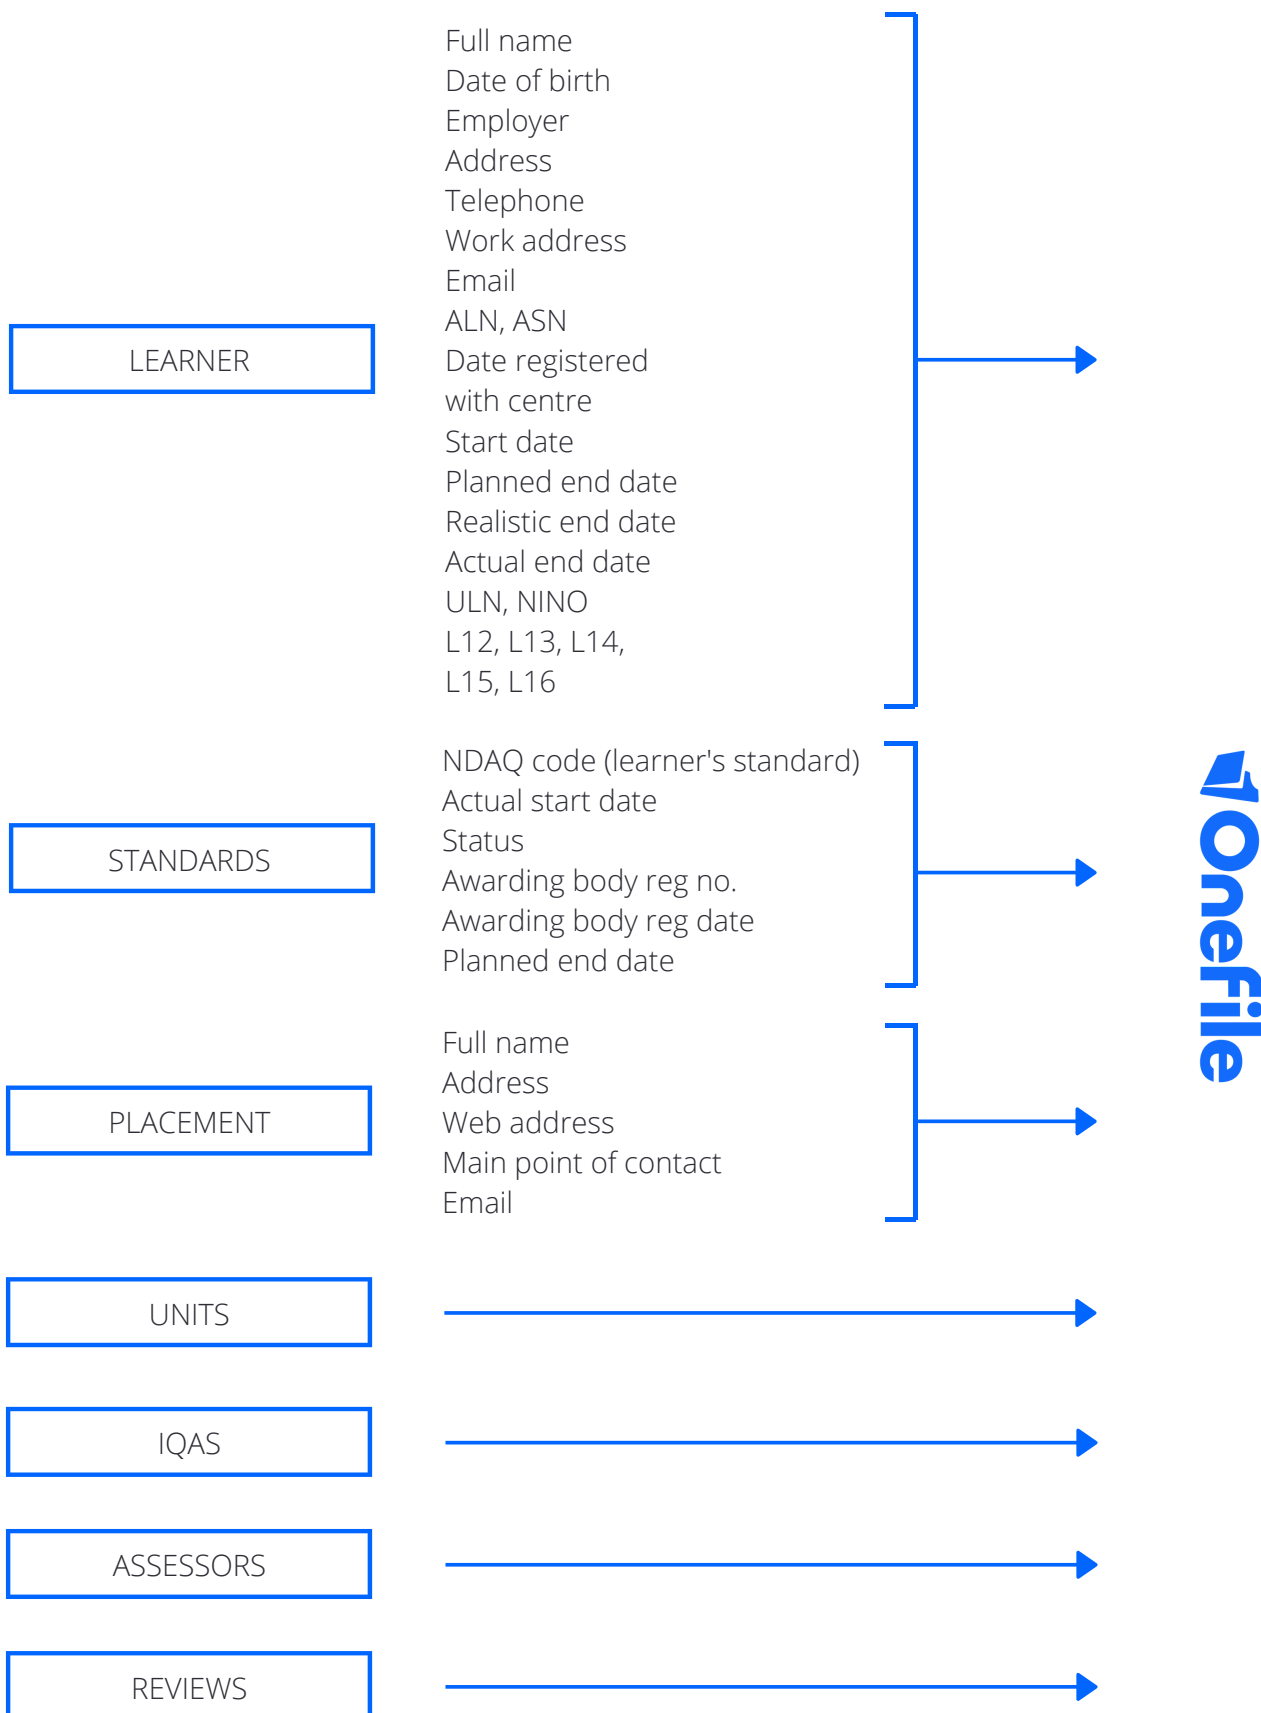 LEARNER
Full name
Date of birth
Employer
Address
Telephone
Work address
Email
ALN, ASN
Date registered
with centre
Start date
Planned end date
Realistic end date
Actual end date
ULN, NINO
L12, L13, L14,
L15, L16
STANDARDS
NDAQ code (learner's standard)
Actual start date
Status
Awarding body reg no.
Awarding body reg date
Planned end date
PLACEMENT
Full name
Address
Web address
Main point of contact
Email
UNITS
IQAS
ASSESSORS
REVIEWS
Onefile